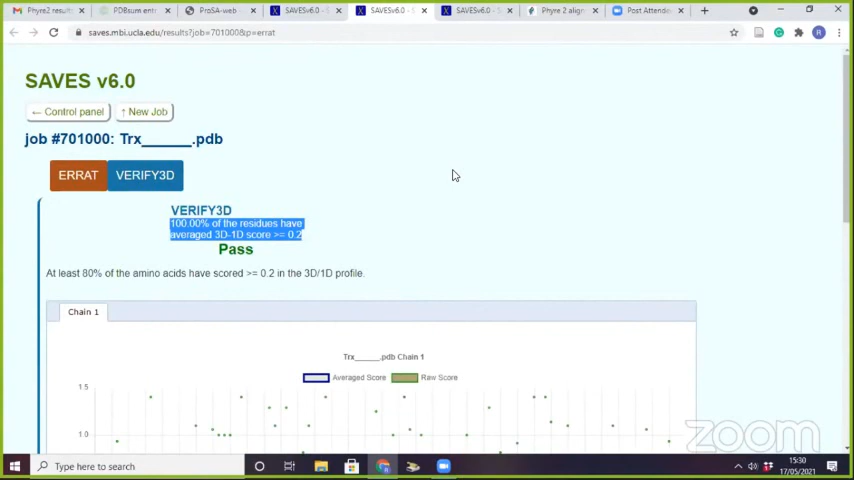 Phyre2 results
PDBsum entr
ProSA-web
SAVESv6.0 - S
SAVESv6.0 - S
SAVESv6.0 - S
Phyre 2 align
Post Attende
saves.mbi.ucla.edu/results?job=701000&p=errat
R
SAVES v6.0
← Control panel
↑ New Job
job #701000: Trx______.pdb
ERRAT
VERIFY3D
VERIFY3D
100.00% of the residues have
averaged 3D-1D score >= 0.2
Pass
At least 80% of the amino acids have scored >= 0.2 in the 3D/1D profile.
Chain 1
Trx______.pdb Chain 1
Averaged Score
Raw Score
1.5
1.0
zoom
Type here to search
15:30
17/05/2021